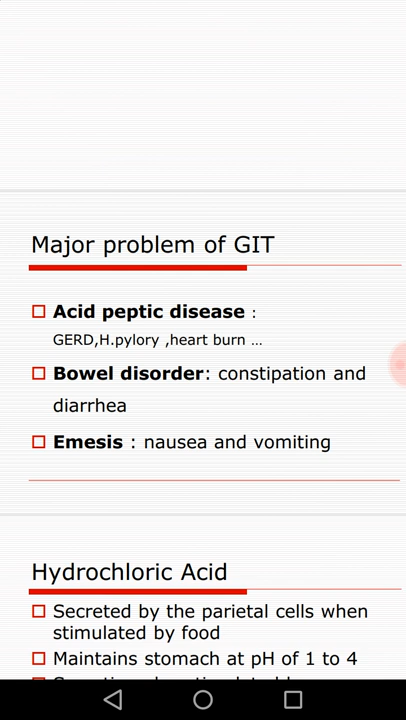 Major problem of GIT
Acid peptic disease :
GERD,H.pylory ,heart burn ...
Bowel disorder: constipation and
diarrhea
Emesis : nausea and vomiting
Hydrochloric Acid
Secreted by the parietal cells when
stimulated by food
Maintains stomach at pH of 1 to 4